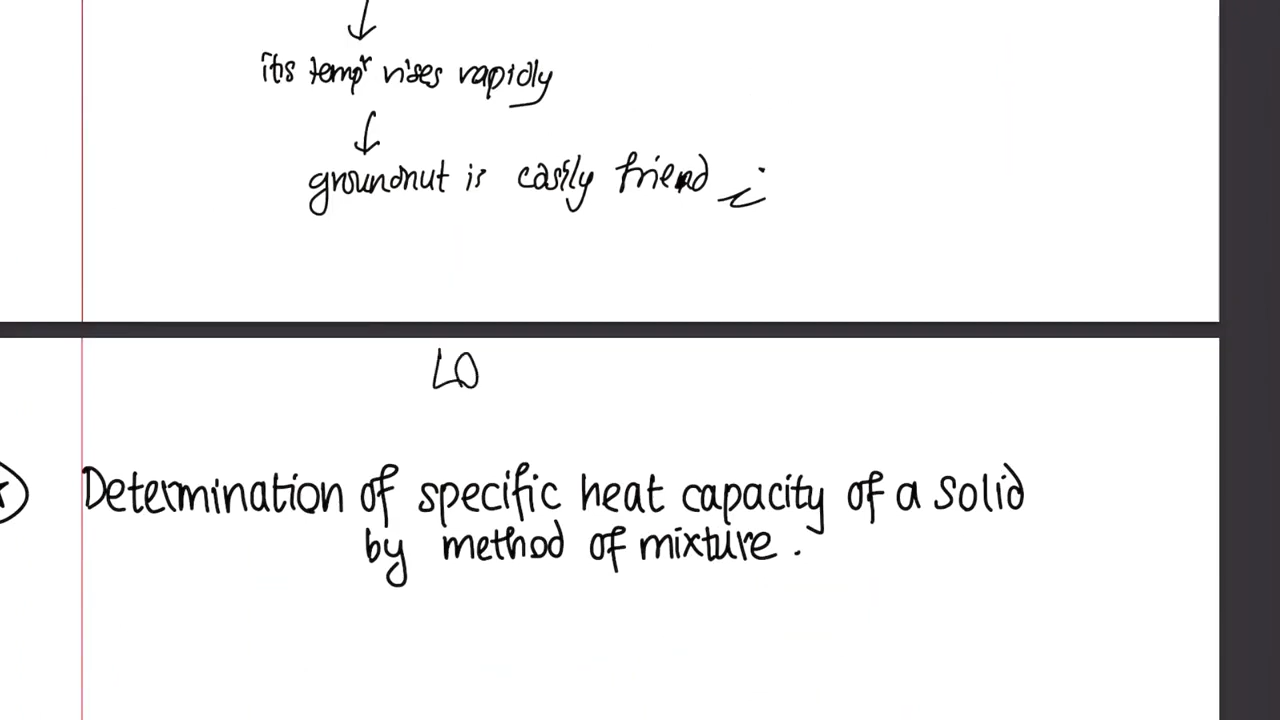 its temp^r rises rapidly
groundnut is easily friend
LO
Determination of specific heat capacity of a solid
by method of mixture.